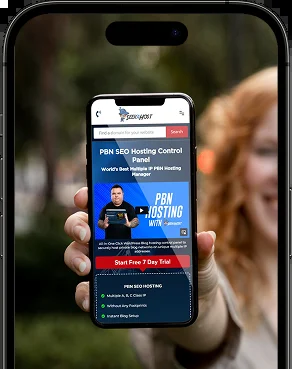 SEEKAHOST
Find a domain for your website
Search
PBN SEO Hosting Control
Panel
World's Best Multiple IP PBN Hosting
Manager
PBN
HOSTING
WITH
All in One Click WordPress Blog hosting control panel to
securely host private blog networks on unique multiple IP
addresses.
Start Free 7 Day Trial
PBN SEO HOSTING
Multiple A, B, C Class IP
Without Any Footprints
Instant Blog Setup